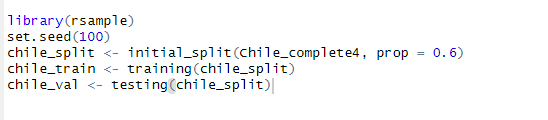 library(rsample)
set.seed(100)
chile_split <- initial_split(Chile_complete4, prop = 0.6)
chile_train <- training(chile_split)
chile_val <- testing(chile_split)